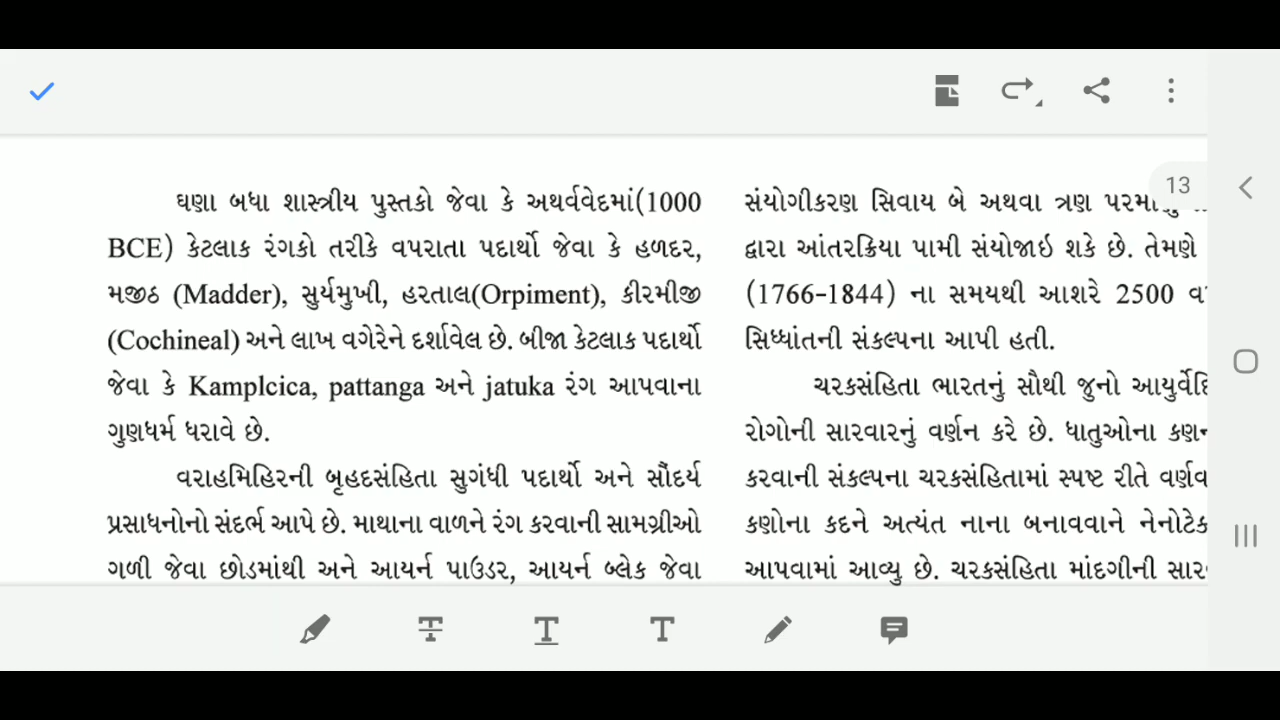 13
ઘણા બધા શાસ્ત્રીય પુસ્તકો જેવા કે અથર્વવેદમાં(1000
BCE) કેટલાક રંગકો તરીકે વપરાતા પદાર્થો જેવા કે હળદર,
મજીઠ (Madder), સુર્યમુખી, હરતાલ(Orpiment), કીરમીજી
(Cochineal) અને લાખ વગેરેને દર્શાવેલ છે. બીજા કેટલાક પદાર્થો
જેવા કે Kamplcica, pattanga અને jatuka રંગ આપવાના
ગુણધર્મ ધરાવે છે.
વરાહમિહિરની બૃહદસંહિતા સુગંધી પદાર્થો અને સૌંદર્ય
પ્રસાધનોનો સંદર્ભ આપે છે. માથાના વાળને રંગ કરવાની સામગ્રીઓ
ગળી જેવા છોડમાંથી અને આયર્ન પાઉડર, આયર્ન બ્લેક જેવા
સંયોગીકરણ સિવાય બે અથવા ત્રણ
દ્વારા આંતરક્રિયા પામી સંયોજાઇ શકે છે. તેમણે
(1766-1844) ના સમયથી આશરે 2500
સિધ્ધાંતની સંકલ્પના આપી હતી.
ચરકસંહિતા ભારતનું સૌથી જુનો
રોગોની સારવારનું વર્ણન કરે છે. ધાતુઓના
કરવાની સંકલ્પના ચરકસંહિતામાં સ્પષ્ટ રીતે
કણોના કદને અત્યંત નાના બનાવવાને
આપવામાં આવ્યુ છે. ચરકસંહિતા માંદગીની